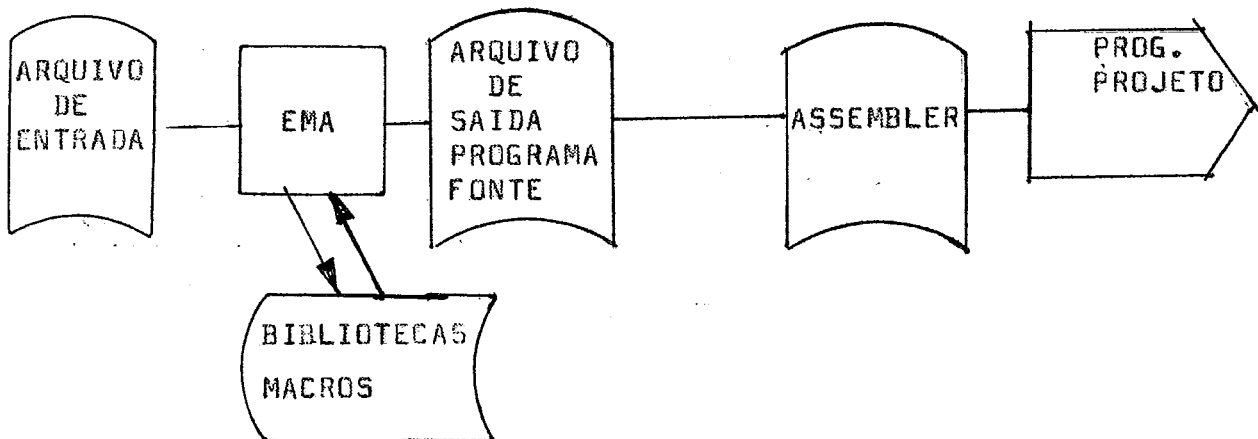 ARQUIVO
DE
ENTRADA
EMA
ARQUIVO
DE
SAIDA
PROGRAMA
FONTE
ASSEMBLER
PROG.
PROJETO
BIBLIOTECAS
MACROS